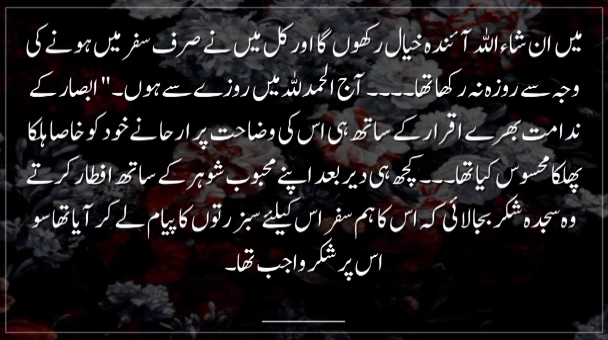 میں ان شاء اللہ آئندہ خیال رکھوں گا اور کل میں نے صرف سفر میں ہونے کی
وجہ سے روزہ نہ رکھا تھا۔۔۔۔ آج الحمدللہ میں روزے سے ہوں۔" ابصار کے
ندامت بھرے اقرار کے ساتھ ہی اس کی وضاحت پر ارحا نے خود کو خاصا ہلکا
پھلکا محسوس کیا تھا۔۔۔ کچھ ہی دیر بعد اپنے محبوب شوہر کے ساتھ افطار کرتے
وہ سجدہ شکر بجا لائی کہ اس کا ہم سفر اس کیلئے سبز رتوں کا پیام لے کر آیا تھا سو
اس پر شکر واجب تھا۔